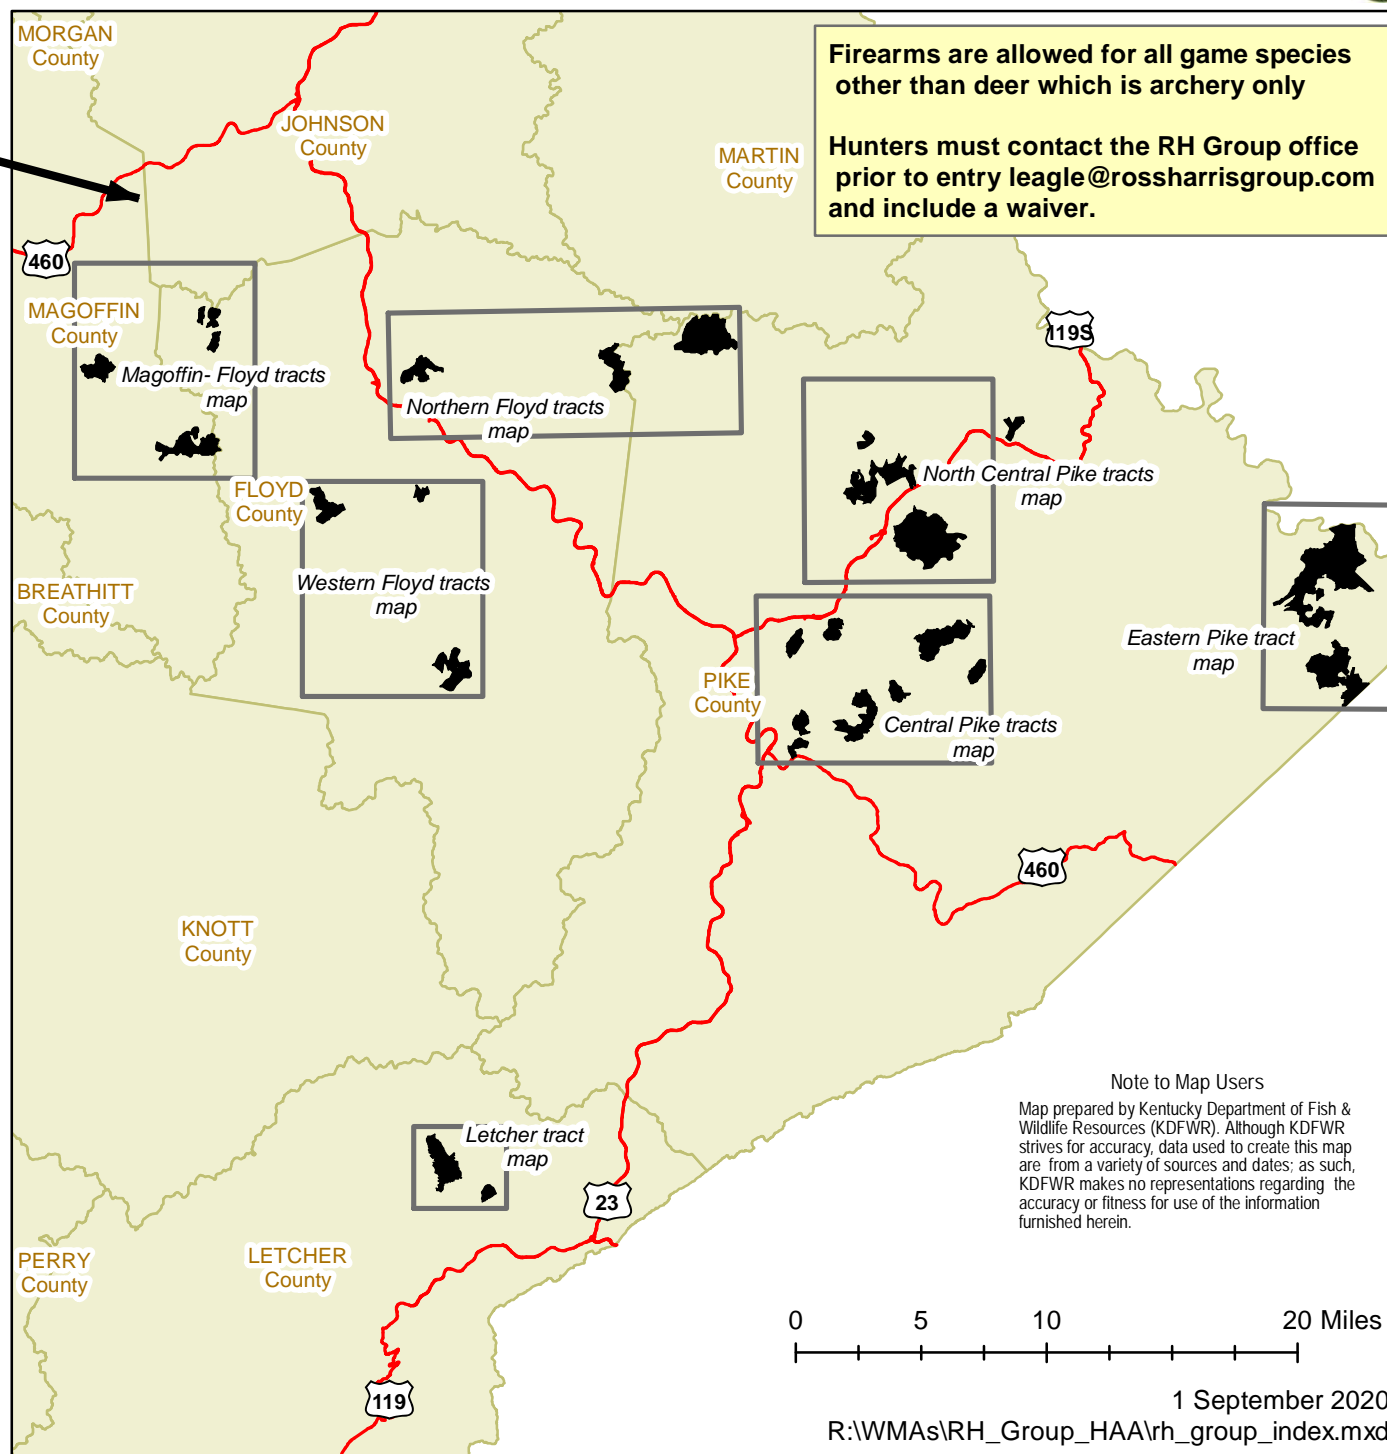 MORGAN
County
Firearms are allowed for all game species
other than deer which is archery only
Hunters must contact the RH Group office
prior to entry leagle@rossharrisgroup.com
and include a waiver.
JOHNSON
County
MARTIN
County
460
MAGOFFIN
County
119S
Magoffin- Floyd tracts
map
Northern Floyd tracts
map
North Central Pike tracts
map
FLOYD
County
Western Floyd tracts
map
BREATHITT
County
Eastern Pike tract
map
PIKE
County
Central Pike tracts
map
460
KNOTT
County
Note to Map Users
Map prepared by Kentucky Department of Fish &
Wildlife Resources (KDFWR). Although KDFWR
strives for accuracy, data used to create this map
are from a variety of sources and dates; as such,
KDFWR makes no representations regarding the
accuracy or fitness for use of the information
furnished herein.
Letcher tract
map
23
PERRY
County
LETCHER
County
0 5 10 20 Miles
119
1 September 2020
R:\WMAs\RH_Group_HAA\rh_group_index.mxd